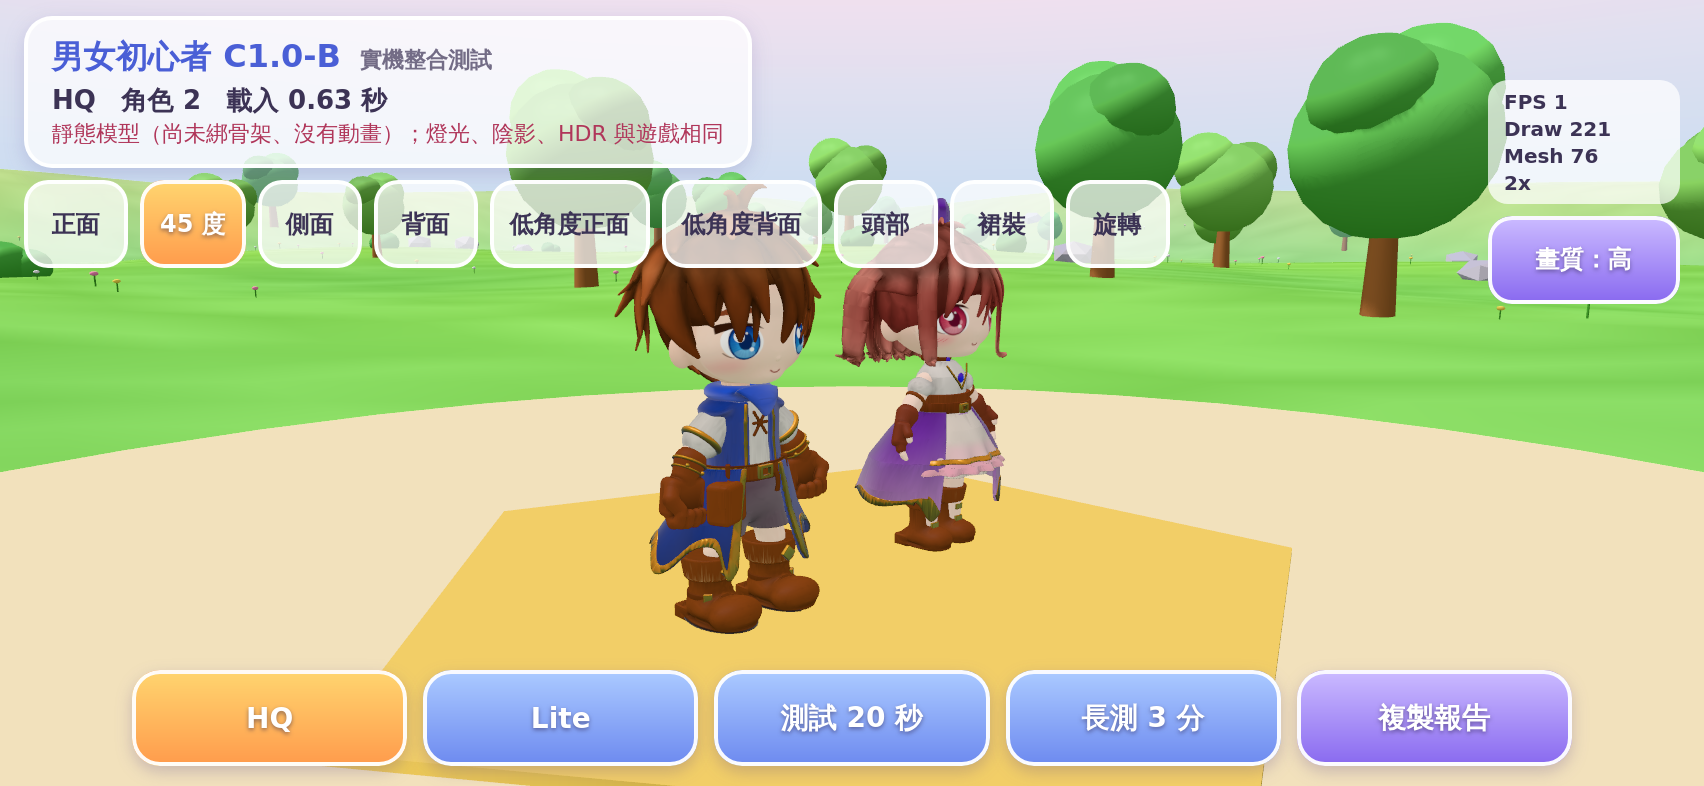 男女初心者 C1.0-B 實機整合測試
HQ 角色 2 載入 0.63 秒
靜態模型（尚未綁骨架、沒有動畫）；燈光、陰影、HDR 與遊戲相同
FPS 1
Draw 221
Mesh 76
2x
正面 45 度 側面 背面 低角度正面 低角度背面 頭部 裙裝 旋轉
畫質：高
HQ Lite 測試 20 秒 長測 3 分 複製報告